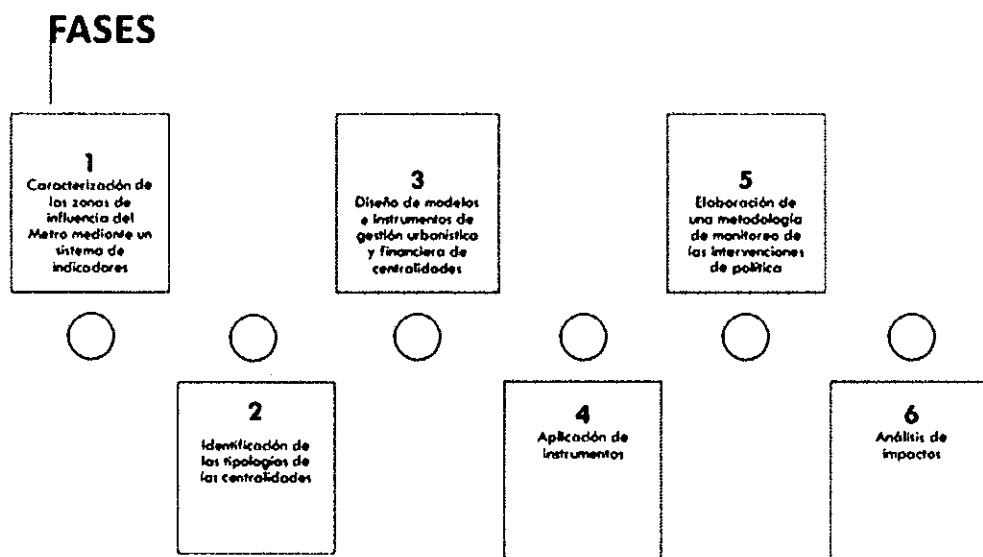 FASES
1
Caracterización de
las zonas de
influencia del
Metro mediante un
sistema de
indicadores
2
Identificación de
las tipologías de
las centralidades
3
Diseño de modelos
e instrumentos de
gestión urbanística
y financiera de
centralidades
4
Aplicación de
instrumentos
5
Elaboración de
una metodología
de monitoreo de
las intervenciones
de política
6
Análisis de
impactos